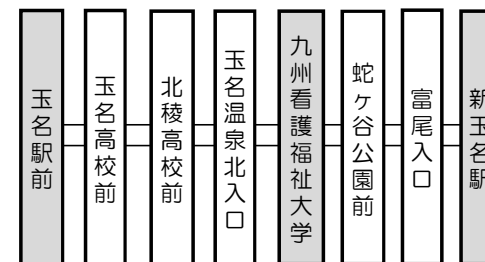 玉名駅前
玉名高校前
北稜高校前
玉名温泉北入口
九州看護福祉大学
蛇ヶ谷公園前
富尾入口
新玉名駅